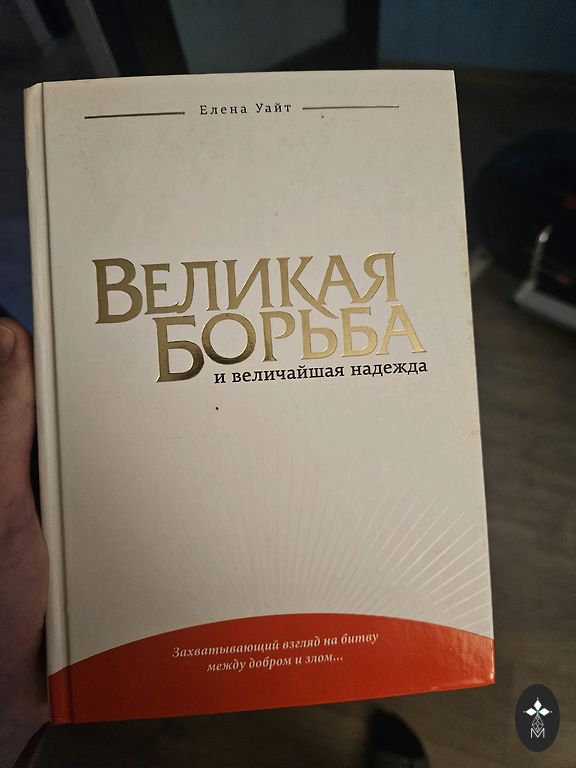 Елена Уайт
Великая
Борьба
и величайшая надежда
Захватывающий взгляд на битву
между добром и злом...
M